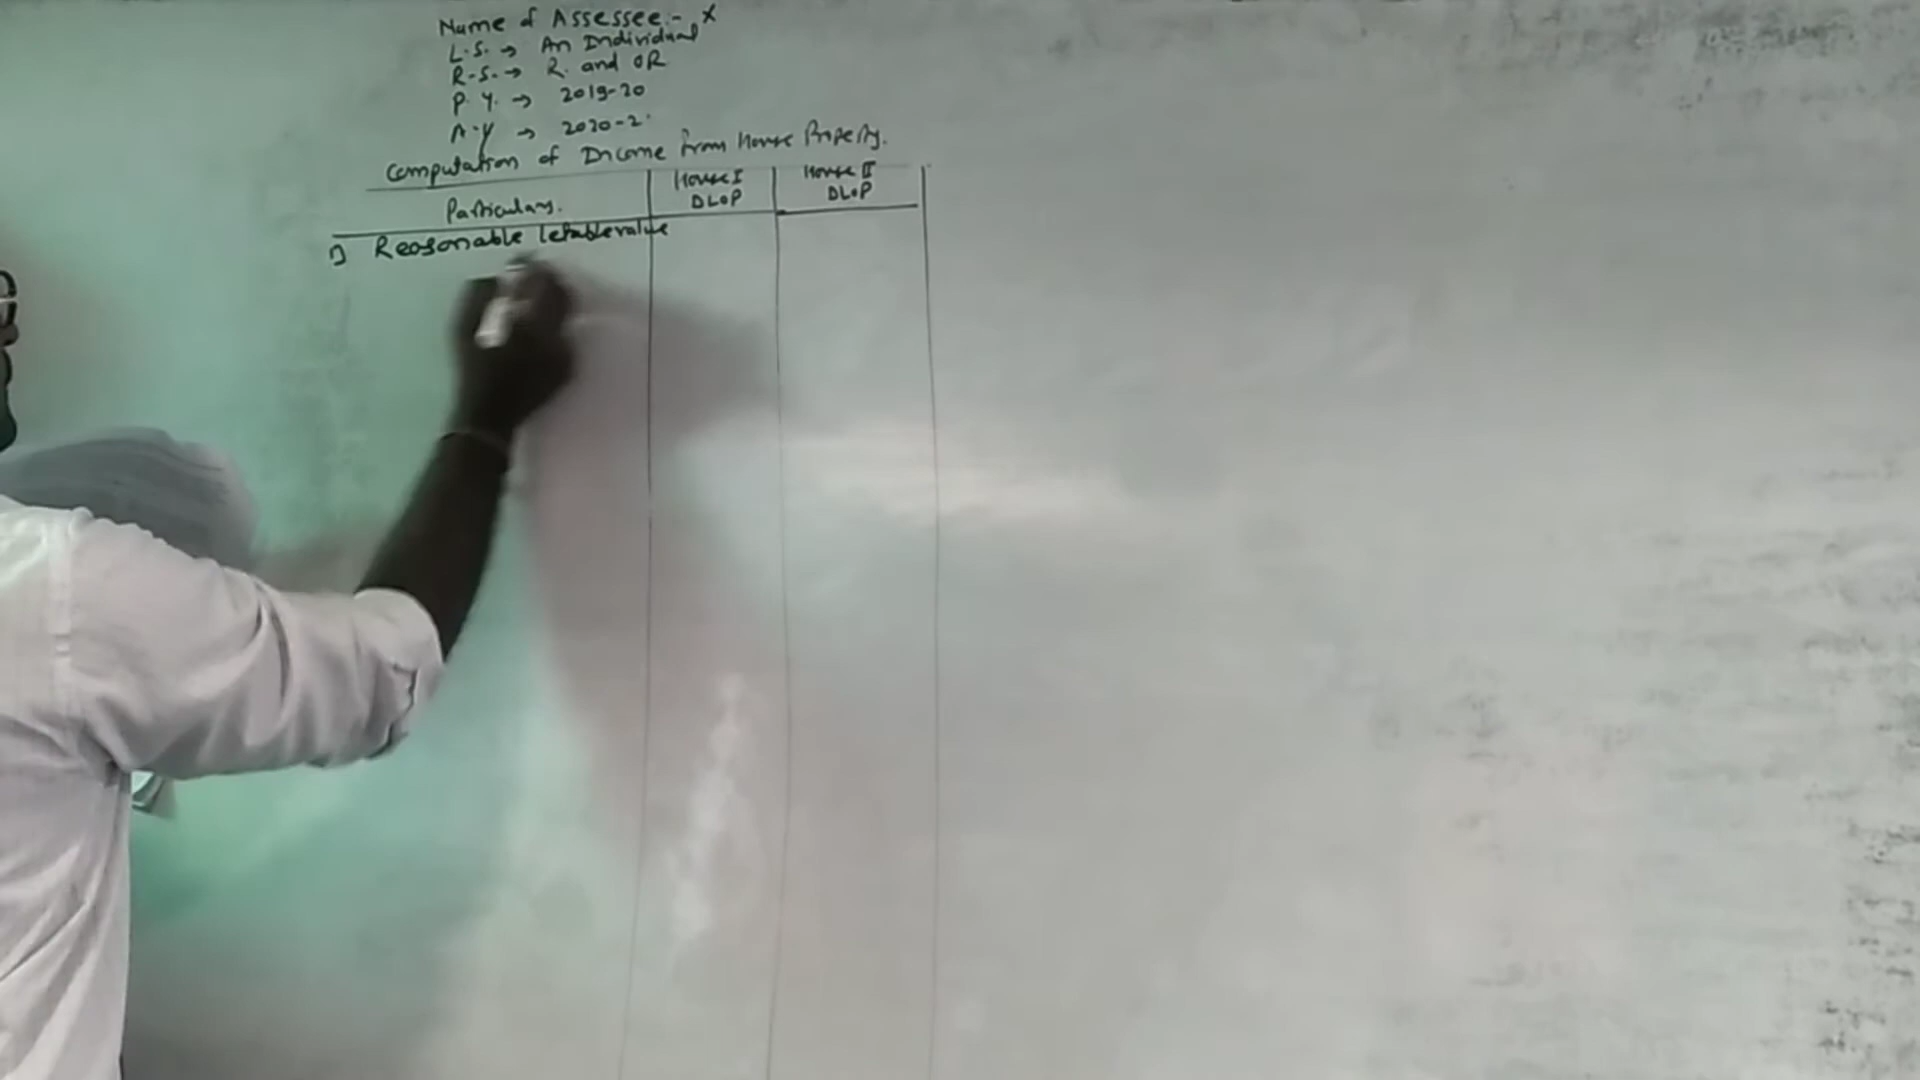 Name of Assessee:- X
L.S. → An Individual
R.S. → R. and OR
P.Y. → 2019-20
A.Y → 2020-2
Computation of Income from House Property.
Particulars. House I DLOP House II DLOP
1) Reasonable letable value